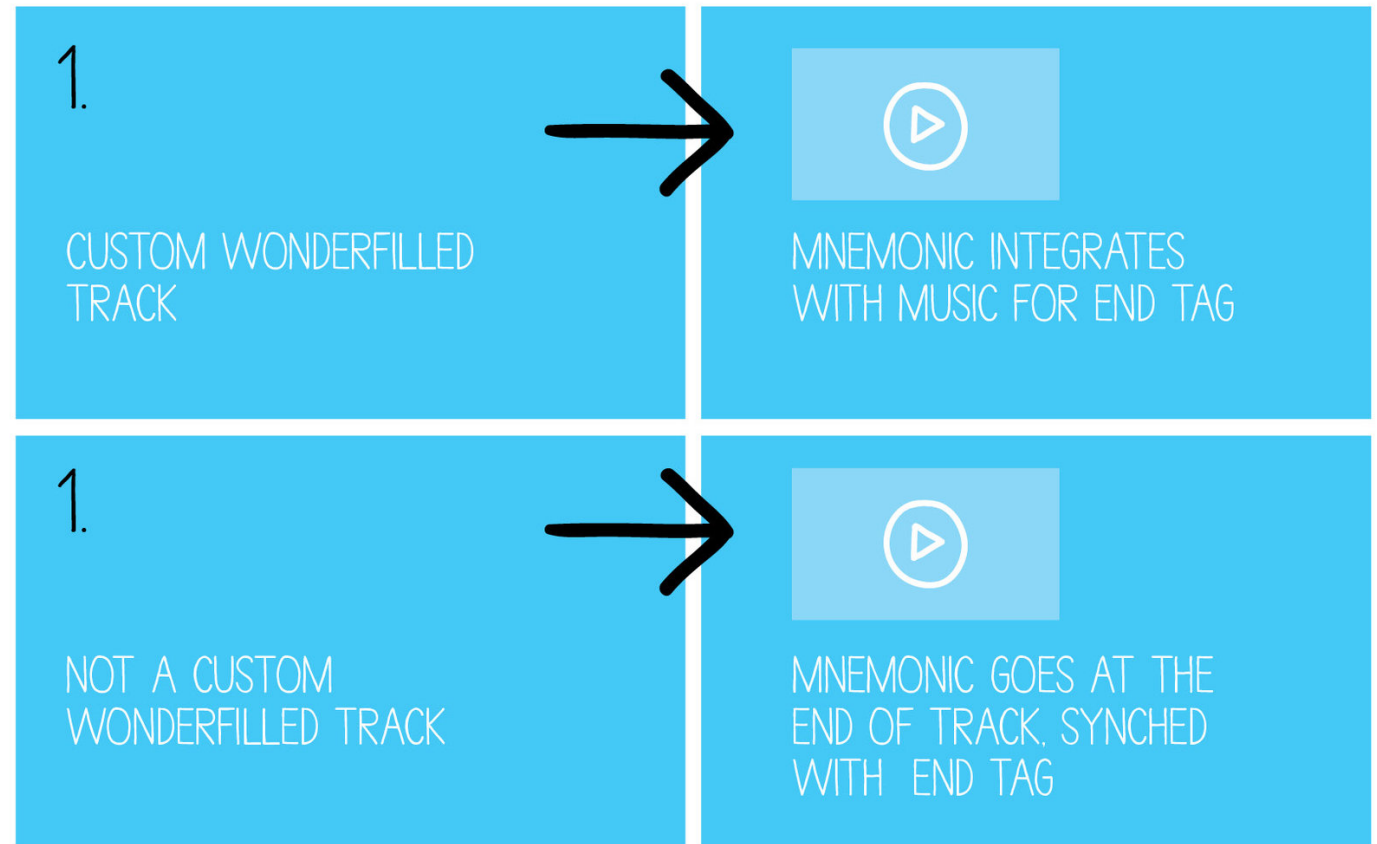 1.
CUSTOM WONDERFILLED
TRACK
MNEMONIC INTEGRATES
WITH MUSIC FOR END TAG
1.
NOT A CUSTOM
WONDERFILLED TRACK
MNEMONIC GOES AT THE
END OF TRACK, SYNCHED
WITH END TAG